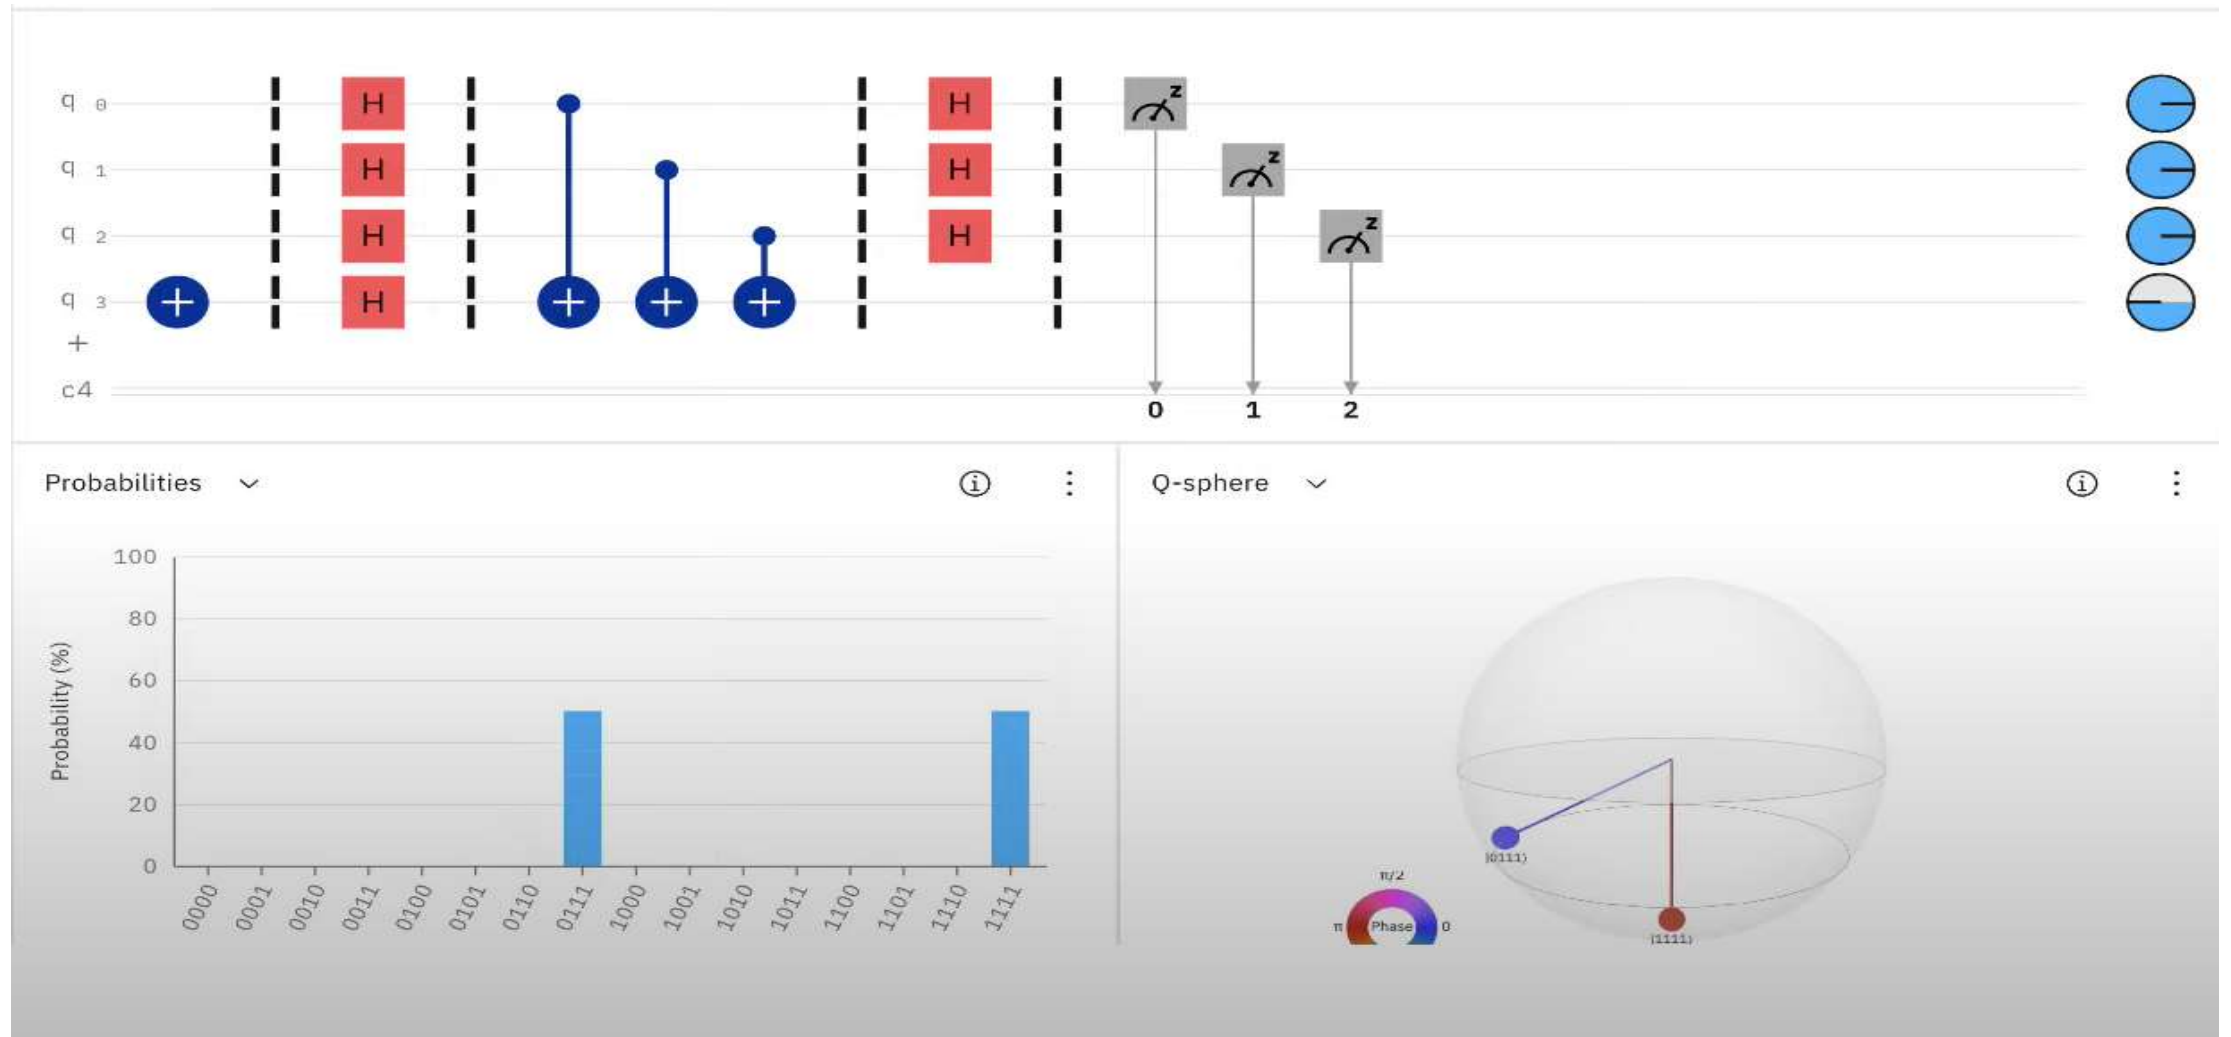 q 0 H H z
q 1 H H z
q 2 H H z
q 3 + H + + +
+
c4
0 1 2
Probabilities
Q-sphere
100
80
60
40
20
0
Probability (%)
0000 0001 0010 0011 0100 0101 0110 0111 1000 1001 1010 1011 1100 1101 1110 1111
|0111⟩
|1111⟩
π/2
π Phase 0